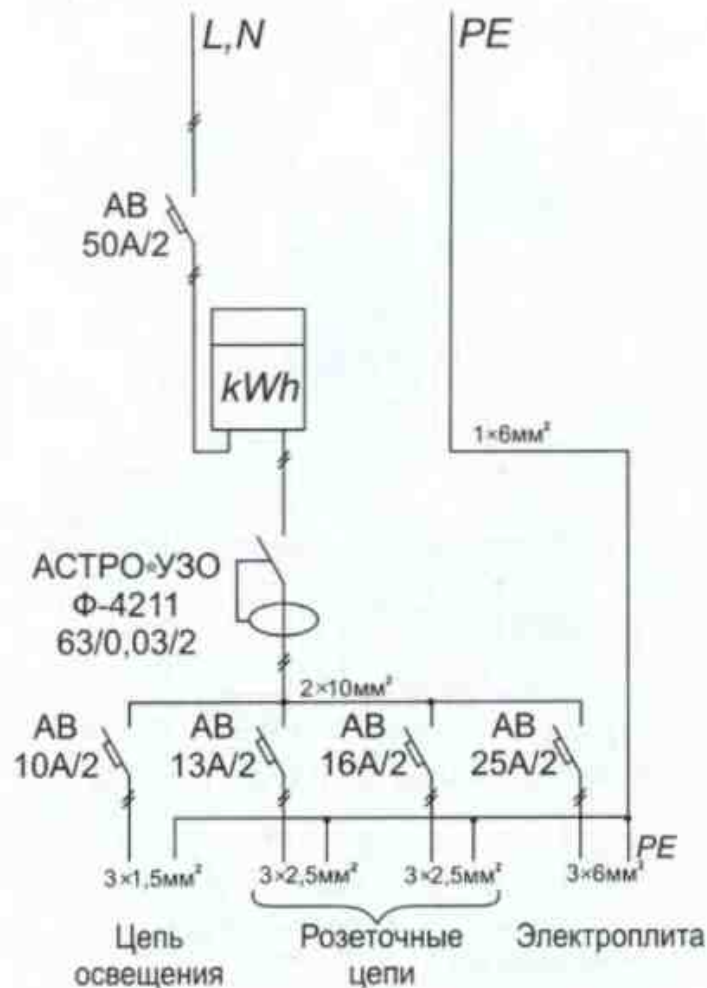 L,N
PE
АВ
50А/2
kWh
1×6мм²
АСТРО*УЗО
Ф-4211
63/0,03/2
2×10мм²
АВ
10А/2
АВ
13А/2
АВ
16А/2
АВ
25А/2
PE
3×1,5мм²
3×2,5мм²
3×2,5мм²
3×6мм²
Цепь
освещения
Розеточные
цепи
Электроплита